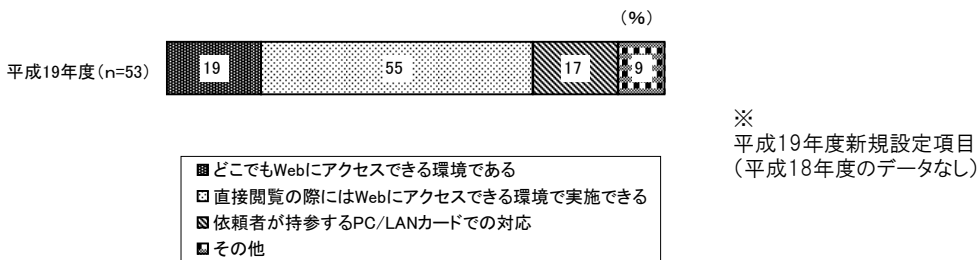 (%)
平成19年度(n=53)
19 55 17 9
※
平成19年度新規設定項目
(平成18年度のデータなし)
どこでもWebにアクセスできる環境である
直接閲覧の際にはWebにアクセスできる環境で実施できる
依頼者が持参するPC/LANカードでの対応
その他